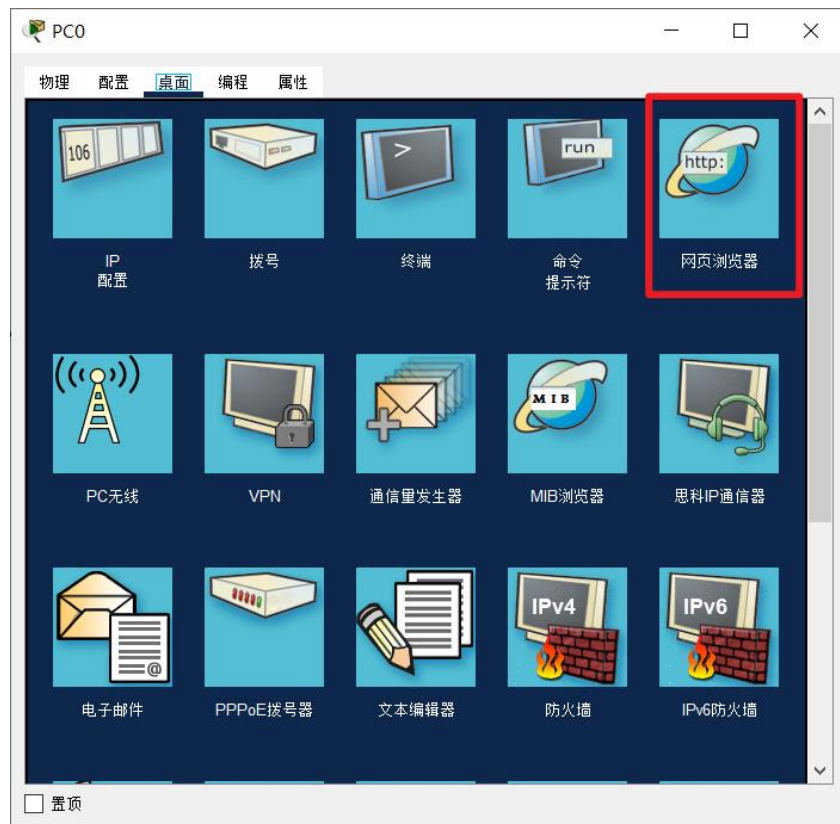 PC0
物理 配置 桌面 编程 属性
106
>
run
http:
IP
配置
拨号
终端
命令
提示符
网页浏览器
MIB
PC无线
VPN
通信量发生器
MIB浏览器
思科IP通信器
@
IPv4
IPv6
电子邮件
PPPoE拨号器
文本编辑器
防火墙
IPv6防火墙
置顶